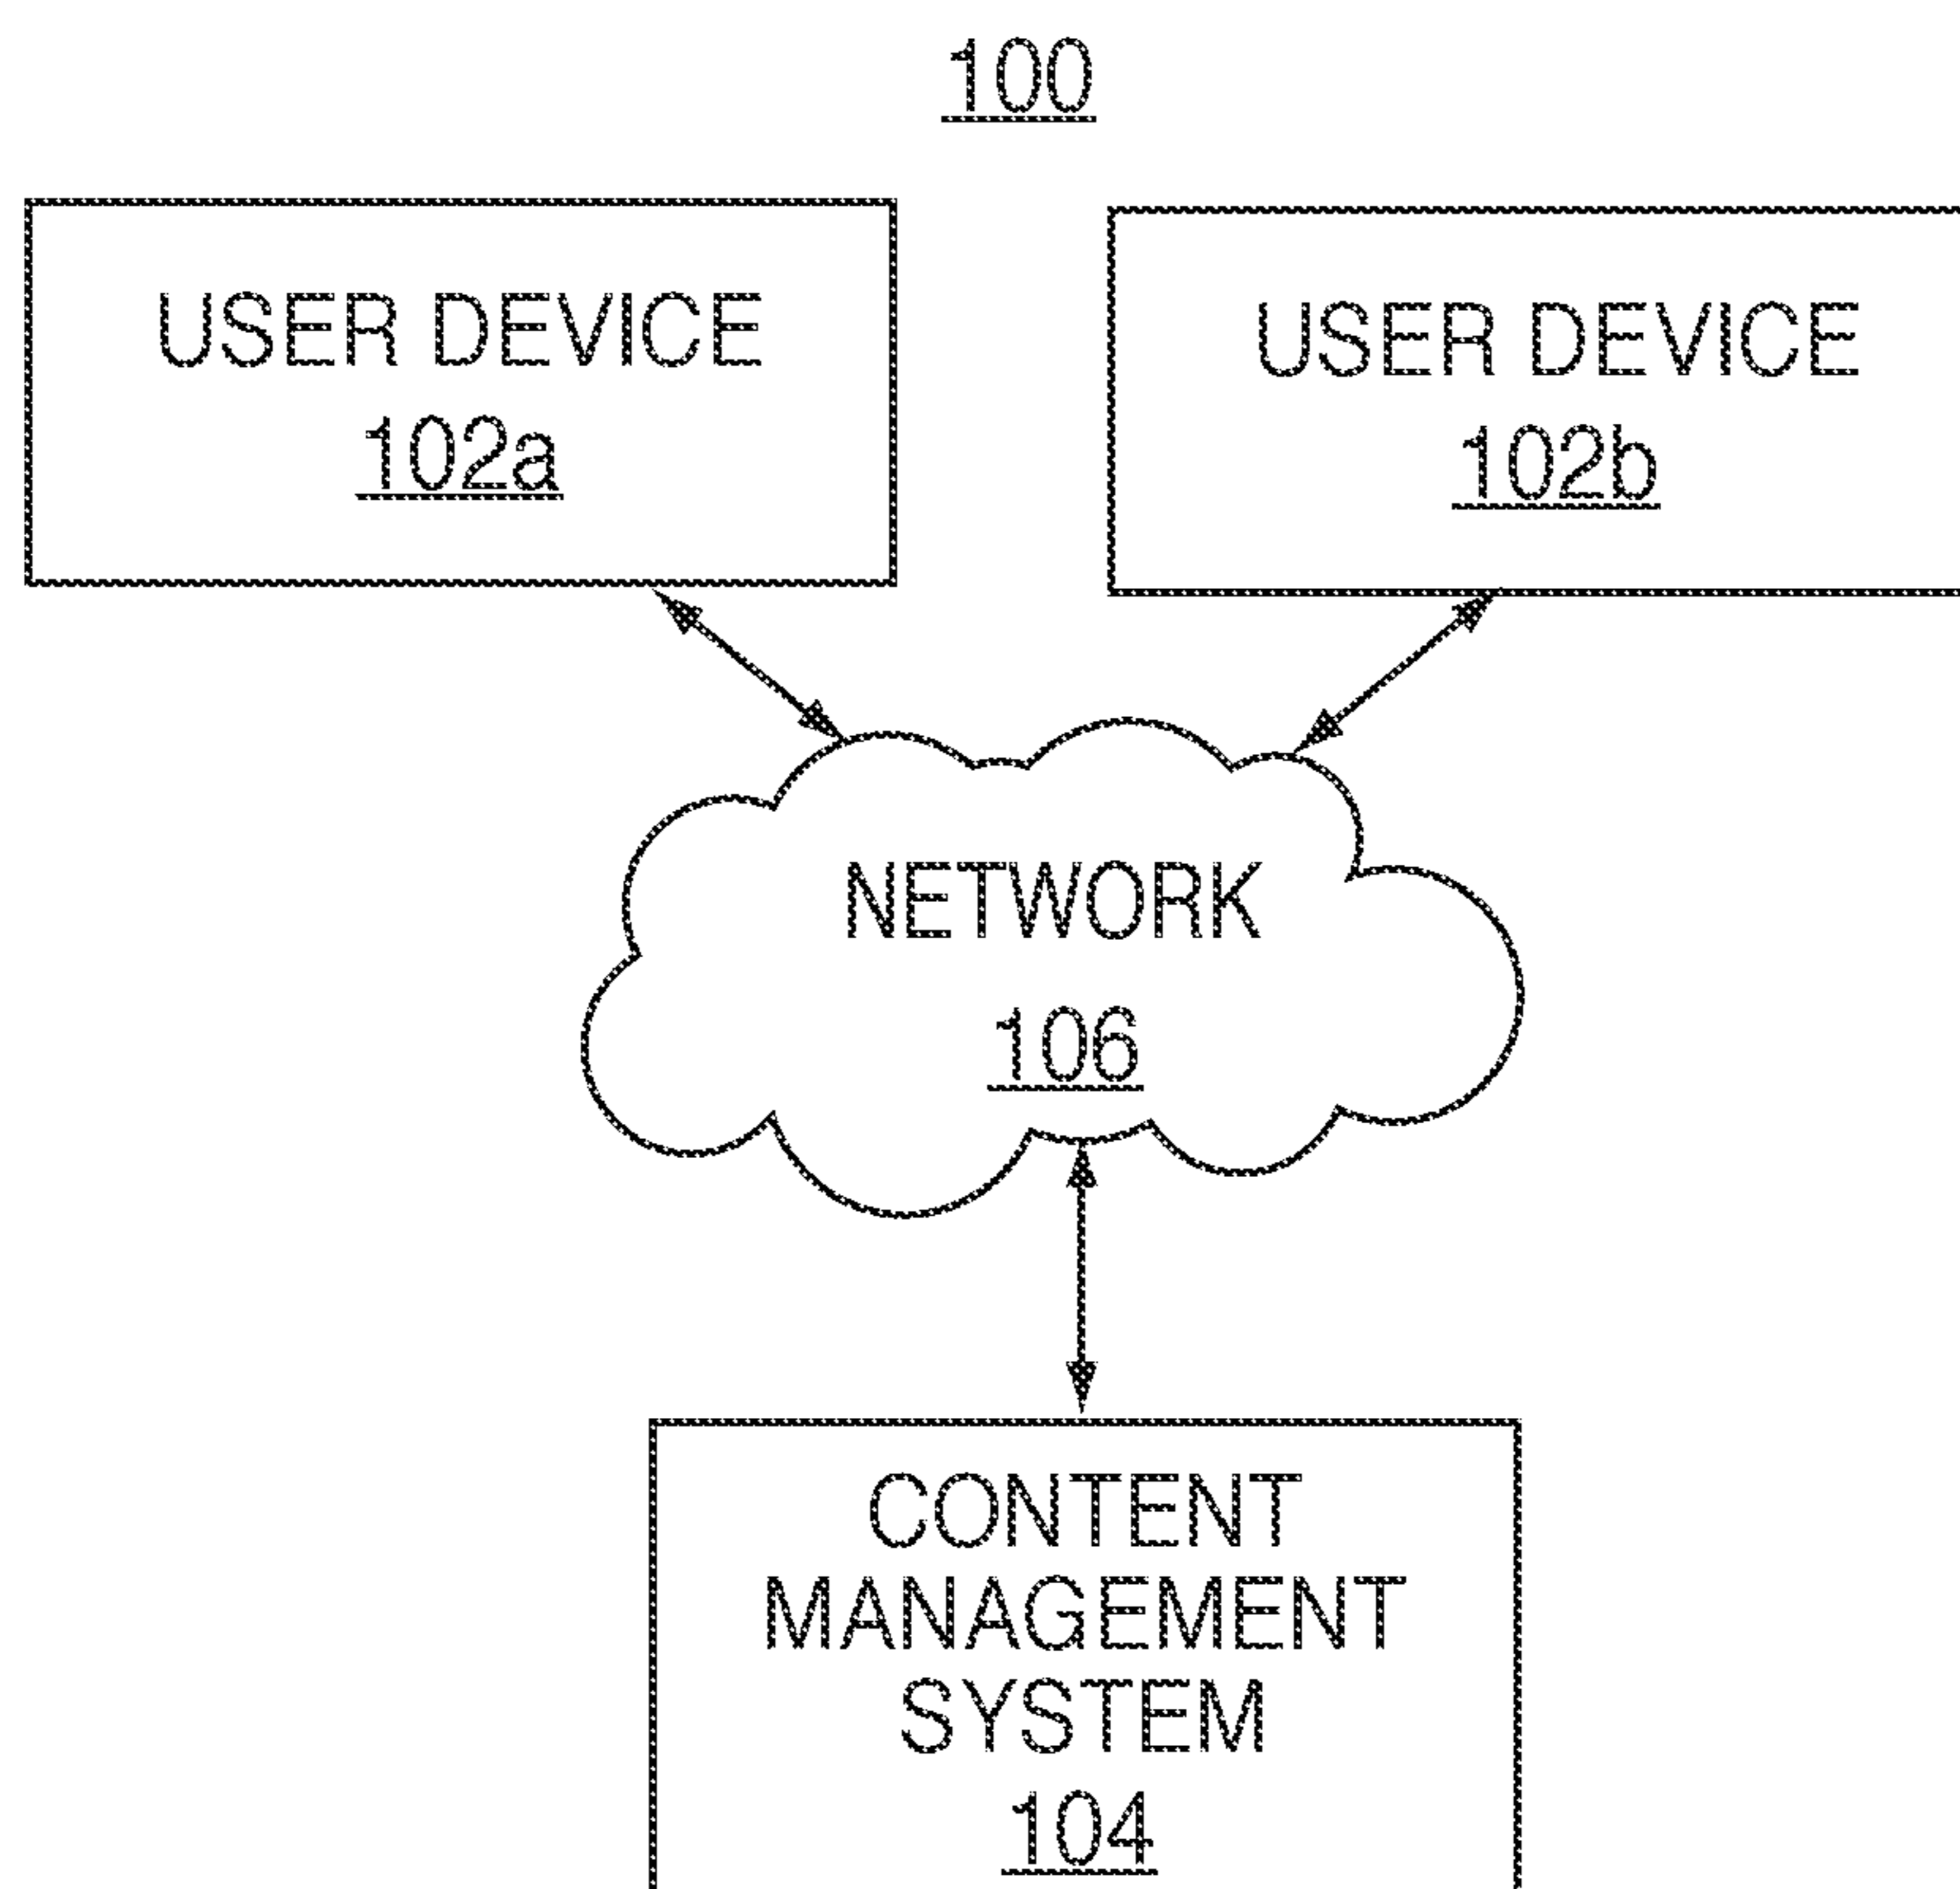 100
USER DEVICE
102a
USER DEVICE
102b
NETWORK
106
CONTENT
MANAGEMENT
SYSTEM
104